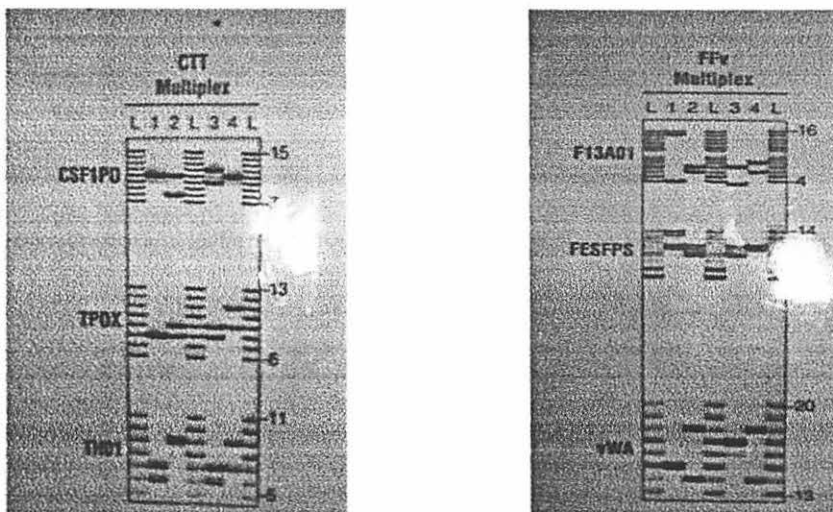 CTT
Multiplex
L 1 2 L 3 4 L
15
CSF1PO
7
13
TPOX
6
11
TH01
5
FFv
Multiplex
L 1 2 L 3 4 L
16
F13A01
4
14
FESFPS
20
vWA
13